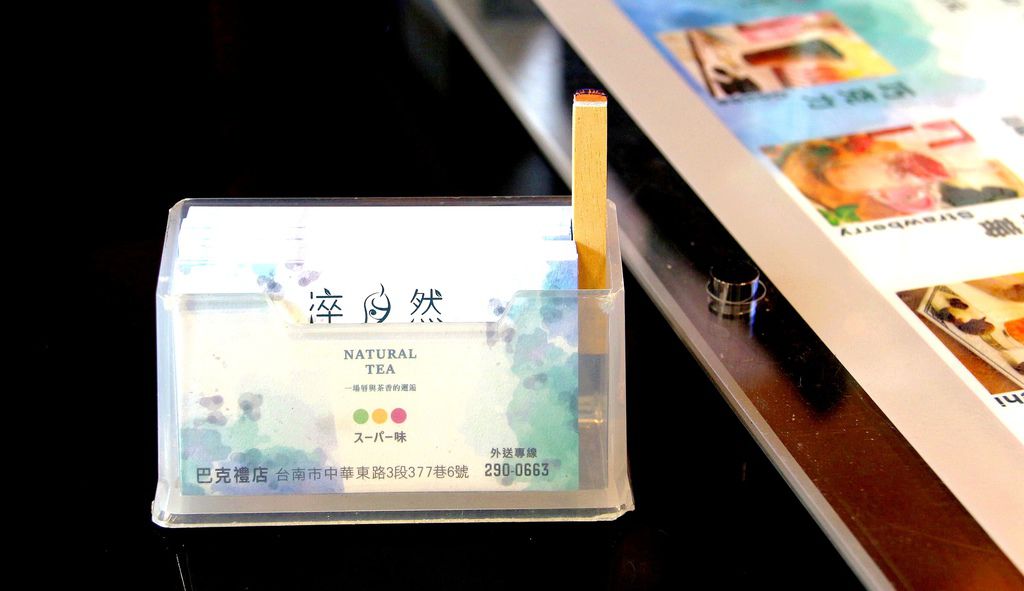 淬自然
NATURAL
TEA
一場唇與茶香的邂逅
スーパー味
外送專線
290-0663
巴克禮店 台南市中華東路3段377巷6號
Strawberry